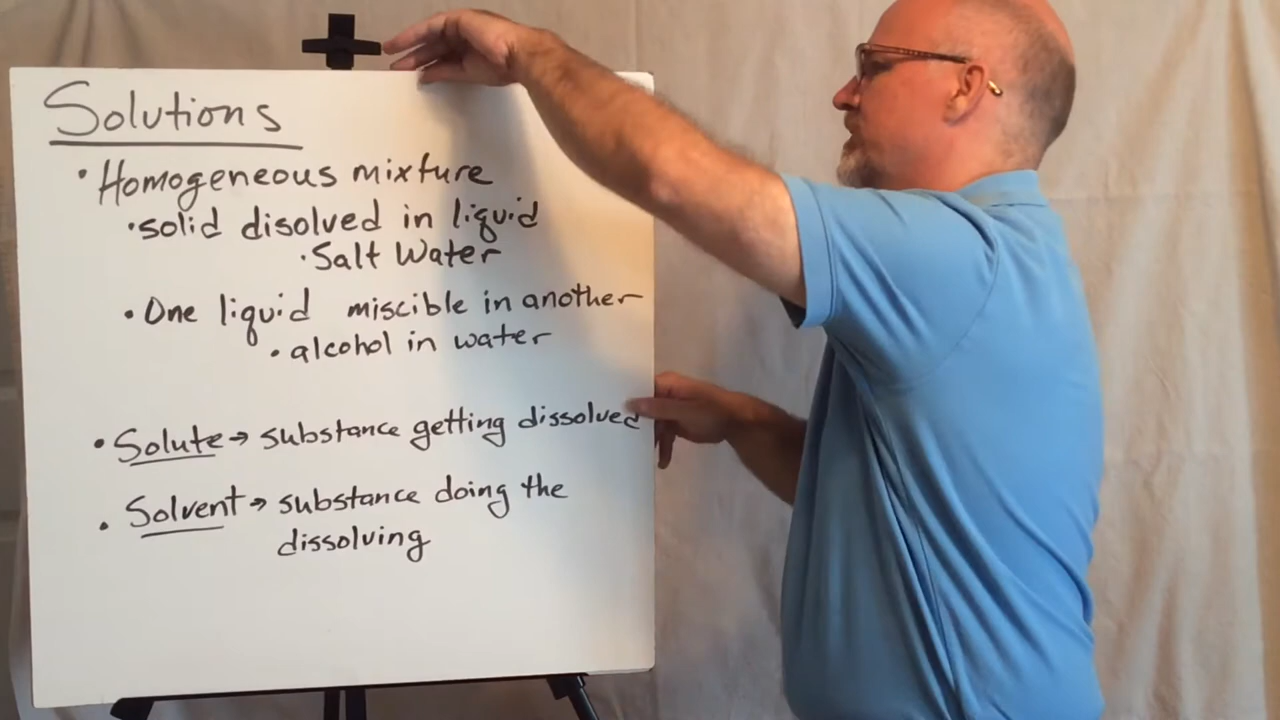 Solutions
• Homogeneous mixture
• solid disolved in liquid
• Salt Water
• One liquid miscible in another
• alcohol in water
• Solute → substance getting dissolved
• Solvent → substance doing the
dissolving